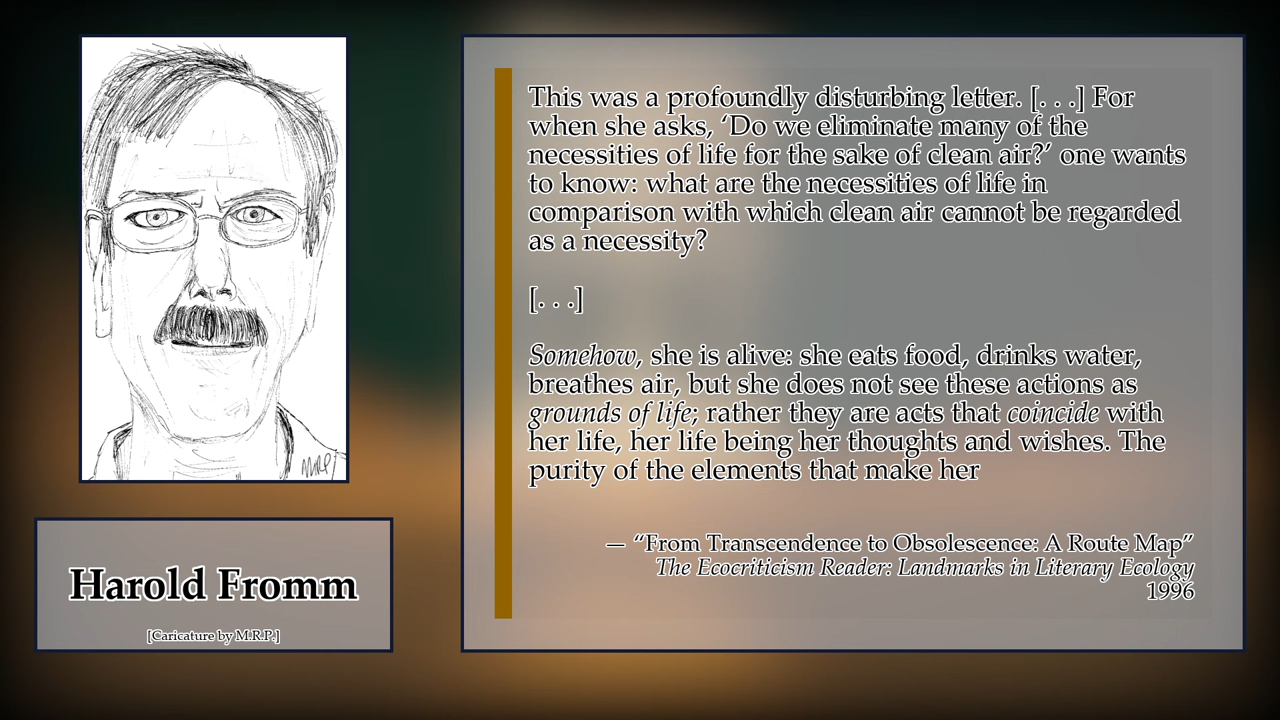 This was a profoundly disturbing letter. [. . .] For
when she asks, ‘Do we eliminate many of the
necessities of life for the sake of clean air?’ one wants
to know: what are the necessities of life in
comparison with which clean air cannot be regarded
as a necessity?
[. . .]
Somehow, she is alive: she eats food, drinks water,
breathes air, but she does not see these actions as
grounds of life; rather they are acts that coincide with
her life, her life being her thoughts and wishes. The
purity of the elements that make her
— “From Transcendence to Obsolescence: A Route Map”
The Ecocriticism Reader: Landmarks in Literary Ecology
1996
MRP
Harold Fromm
[Caricature by M.R.P.]